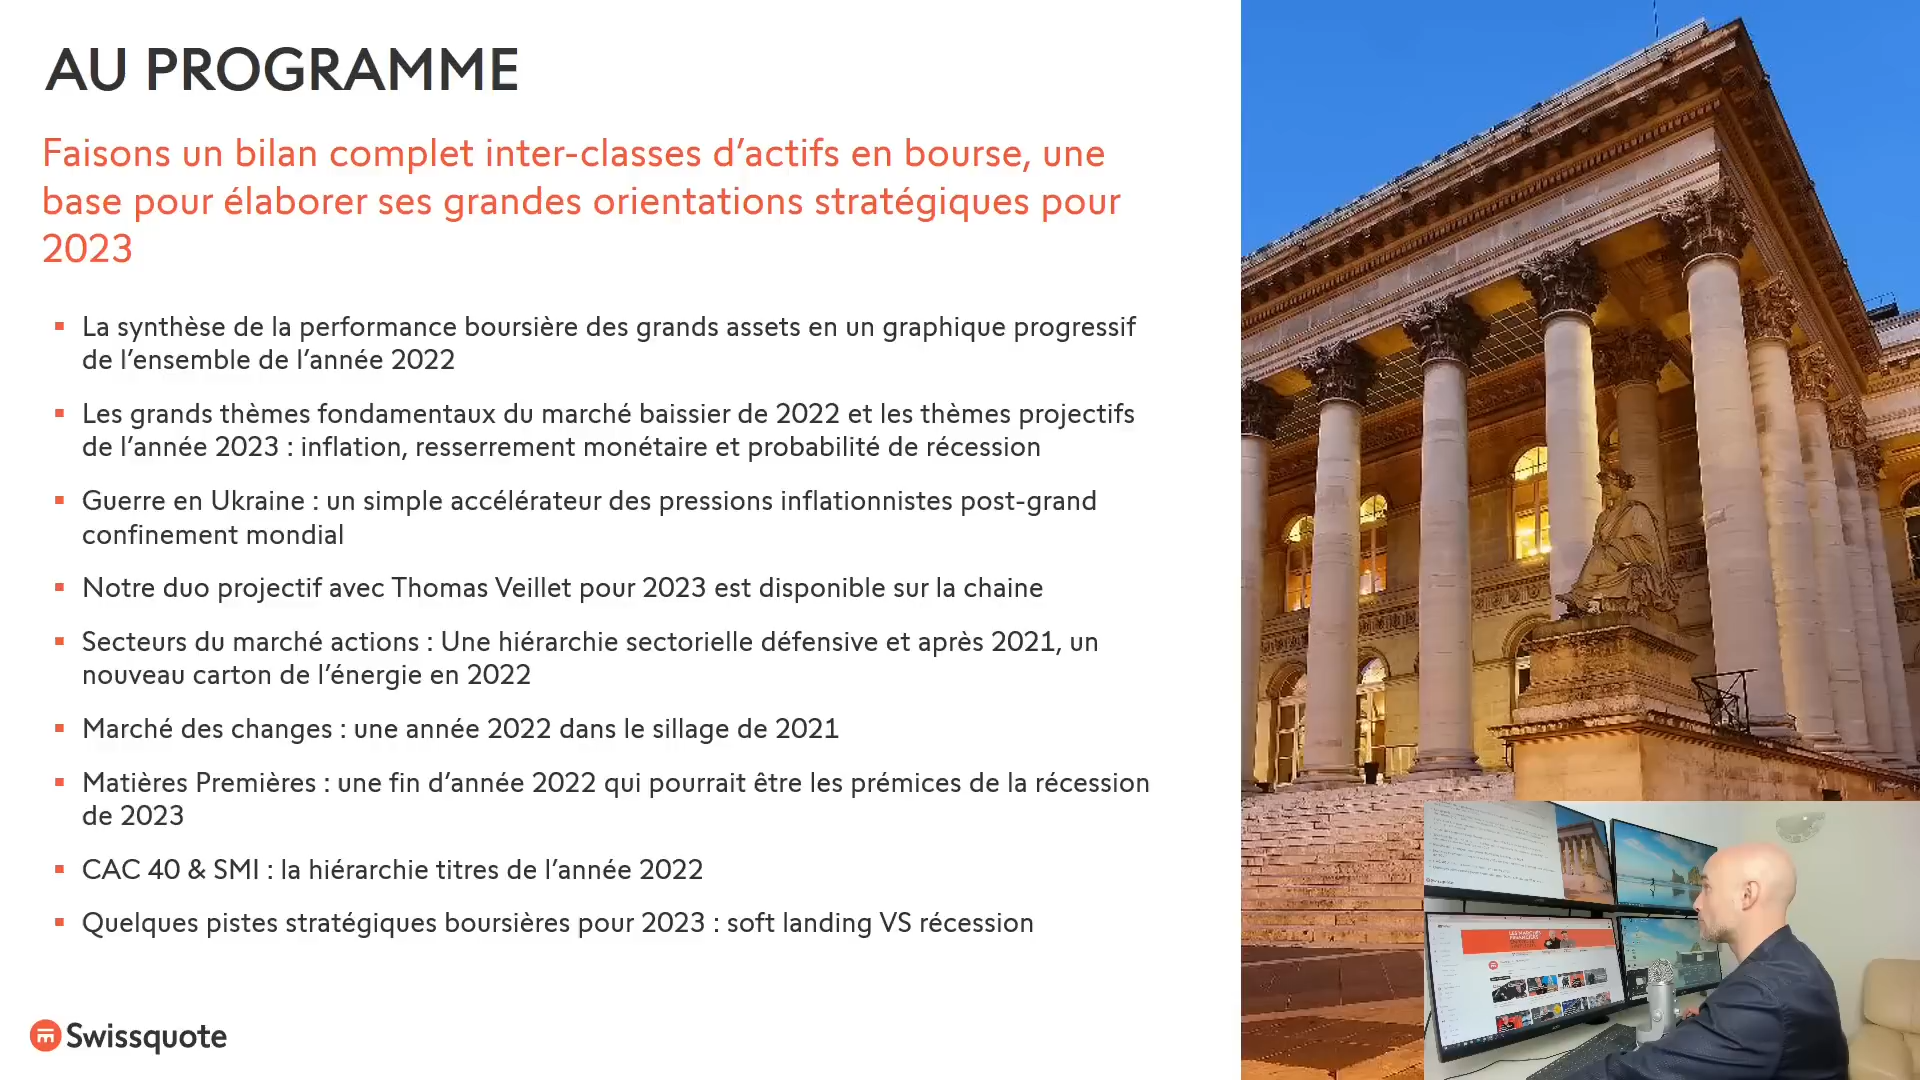 AU PROGRAMME
Faisons un bilan complet inter-classes d’actifs en bourse, une
base pour élaborer ses grandes orientations stratégiques pour
2023
La synthèse de la performance boursière des grands assets en un graphique progressif
de l’ensemble de l’année 2022
Les grands thèmes fondamentaux du marché baissier de 2022 et les thèmes projectifs
de l’année 2023 : inflation, resserrement monétaire et probabilité de récession
Guerre en Ukraine : un simple accélérateur des pressions inflationnistes post-grand
confinement mondial
Notre duo projectif avec Thomas Veillet pour 2023 est disponible sur la chaine
Secteurs du marché actions : Une hiérarchie sectorielle défensive et après 2021, un
nouveau carton de l’énergie en 2022
Marché des changes : une année 2022 dans le sillage de 2021
Matières Premières : une fin d’année 2022 qui pourrait être les prémices de la récession
de 2023
CAC 40 & SMI : la hiérarchie titres de l’année 2022
Quelques pistes stratégiques boursières pour 2023 : soft landing VS récession
Swissquote